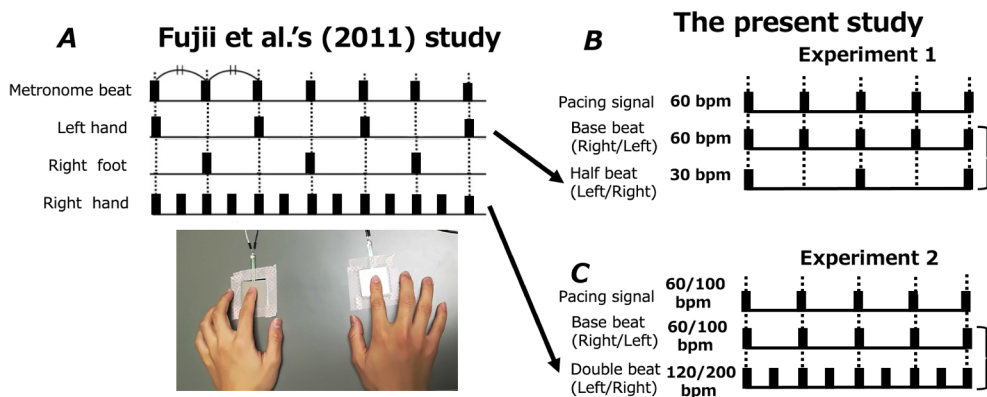 A
Fujii et al.’s (2011) study
Metronome beat
Left hand
Right foot
Right hand
The present study
B
Experiment 1
Pacing signal 60 bpm
Base beat
(Right/Left)
60 bpm
Half beat
(Left/Right)
30 bpm
C
Experiment 2
Pacing signal
60/100
bpm
Base beat
(Right/Left)
60/100
bpm
Double beat
(Left/Right)
120/200
bpm